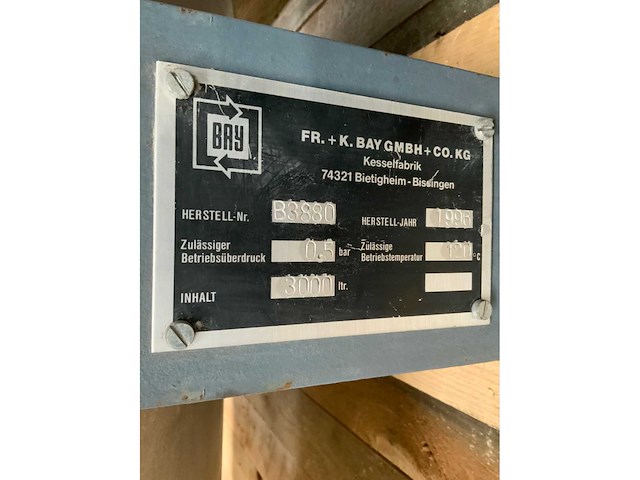 BAY
FR. + K. BAY GMBH + CO. KG
Kesselfabrik
74321 Bietigheim - Bissingen
HERSTELL-Nr. B3880 HERSTELL-JAHR 1995
Zulässiger Betriebsüberdruck 0,5 bar Zulässige Betriebstemperatur °C
INHALT 3000 ltr.